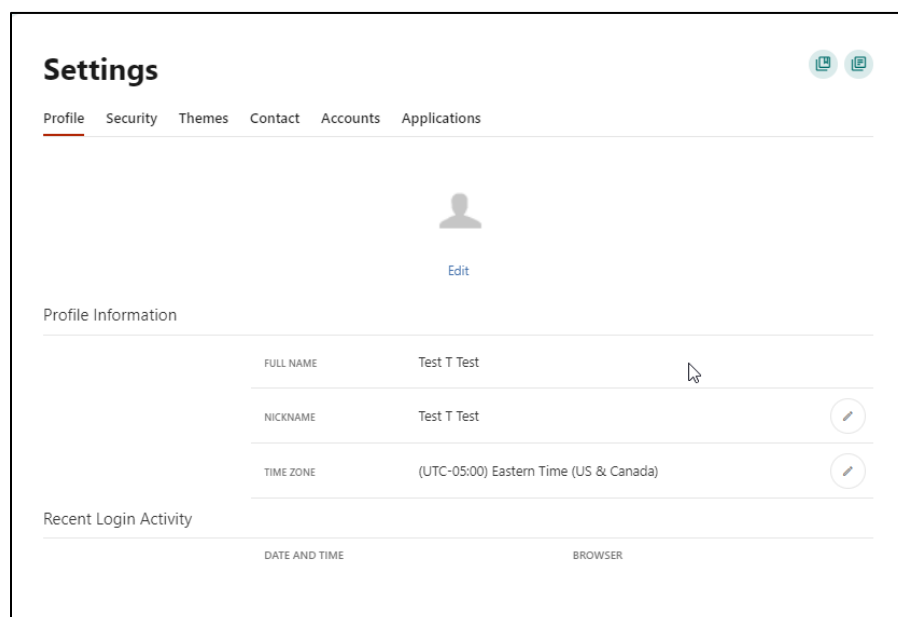 Settings
Profile Security Themes Contact Accounts Applications
Edit
Profile Information
FULL NAME Test T Test
NICKNAME Test T Test
TIME ZONE (UTC-05:00) Eastern Time (US & Canada)
Recent Login Activity
DATE AND TIME BROWSER